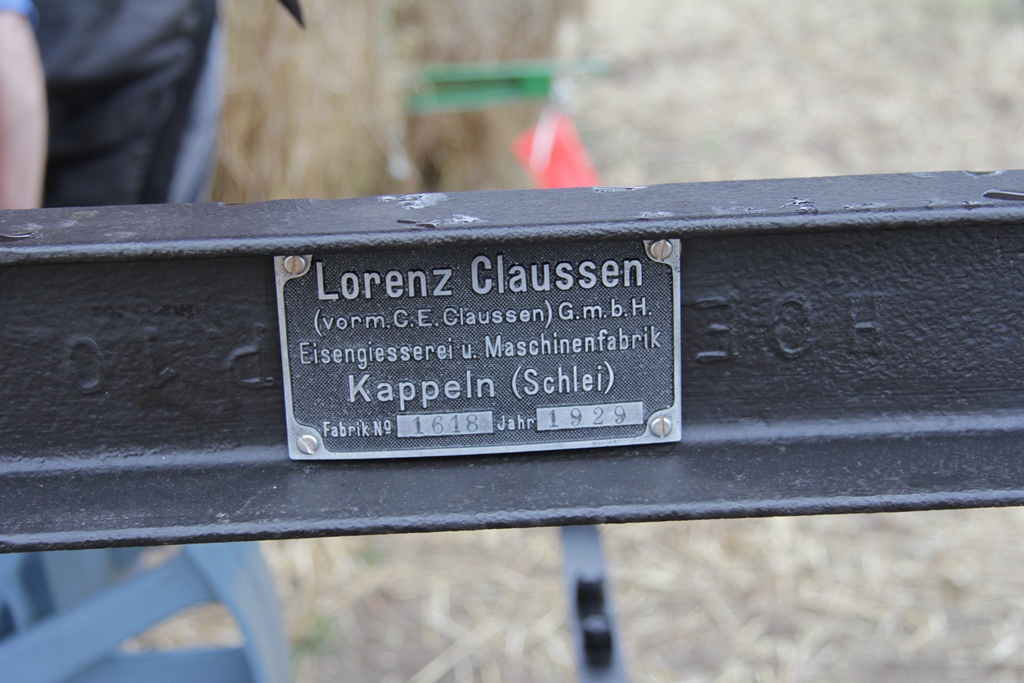 Lorenz Claussen
(vorm. C. E. Claussen) G.m.b.H.
Eisengiesserei u. Maschinenfabrik
Kappeln (Schlei)
Fabrik No 1618 Jahr 1929